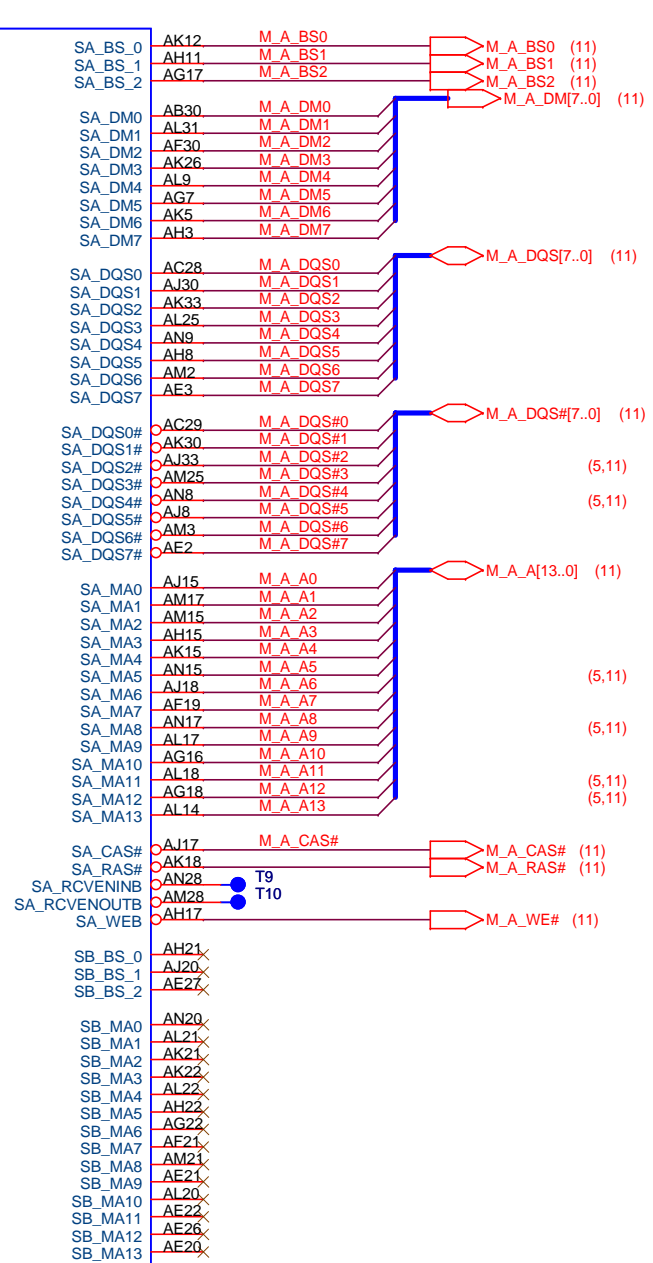 SA_BS_0 AK12 M_A_BS0 M_A_BS0 (11)
SA_BS_1 AH11 M_A_BS1 M_A_BS1 (11)
SA_BS_2 AG17 M_A_BS2 M_A_BS2 (11)
M_A_DM[7..0] (11)
SA_DM0 AB30 M_A_DM0
SA_DM1 AL31 M_A_DM1
SA_DM2 AF30 M_A_DM2
SA_DM3 AK26 M_A_DM3
SA_DM4 AL9 M_A_DM4
SA_DM5 AG7 M_A_DM5
SA_DM6 AK5 M_A_DM6
SA_DM7 AH3 M_A_DM7
M_A_DQS[7..0] (11)
SA_DQS0 AC28 M_A_DQS0
SA_DQS1 AJ30 M_A_DQS1
SA_DQS2 AK33 M_A_DQS2
SA_DQS3 AL25 M_A_DQS3
SA_DQS4 AN9 M_A_DQS4
SA_DQS5 AH8 M_A_DQS5
SA_DQS6 AM2 M_A_DQS6
SA_DQS7 AE3 M_A_DQS7
M_A_DQS#[7..0] (11)
SA_DQS0# AC29 M_A_DQS#0
SA_DQS1# AK30 M_A_DQS#1
SA_DQS2# AJ33 M_A_DQS#2 (5,11)
SA_DQS3# AM25 M_A_DQS#3
SA_DQS4# AN8 M_A_DQS#4 (5,11)
SA_DQS5# AJ8 M_A_DQS#5
SA_DQS6# AM3 M_A_DQS#6
SA_DQS7# AE2 M_A_DQS#7
M_A_A[13..0] (11)
SA_MA0 AJ15 M_A_A0
SA_MA1 AM17 M_A_A1
SA_MA2 AM15 M_A_A2
SA_MA3 AH15 M_A_A3
SA_MA4 AK15 M_A_A4
SA_MA5 AN15 M_A_A5 (5,11)
SA_MA6 AJ18 M_A_A6
SA_MA7 AF19 M_A_A7
SA_MA8 AN17 M_A_A8 (5,11)
SA_MA9 AL17 M_A_A9
SA_MA10 AG16 M_A_A10
SA_MA11 AL18 M_A_A11 (5,11)
SA_MA12 AG18 M_A_A12 (5,11)
SA_MA13 AL14 M_A_A13
SA_CAS# AJ17 M_A_CAS# M_A_CAS# (11)
SA_RAS# AK18 M_A_RAS# (11)
SA_RCVENINB AN28 T9
SA_RCVENOUTB AM28 T10
SA_WEB AH17 M_A_WE# (11)
SB_BS_0 AH21
SB_BS_1 AJ20
SB_BS_2 AE27
SB_MA0 AN20
SB_MA1 AL21
SB_MA2 AK21
SB_MA3 AK22
SB_MA4 AL22
SB_MA5 AH22
SB_MA6 AG22
SB_MA7 AF21
SB_MA8 AM21
SB_MA9 AE21
SB_MA10 AL20
SB_MA11 AE22
SB_MA12 AE26
SB_MA13 AE20